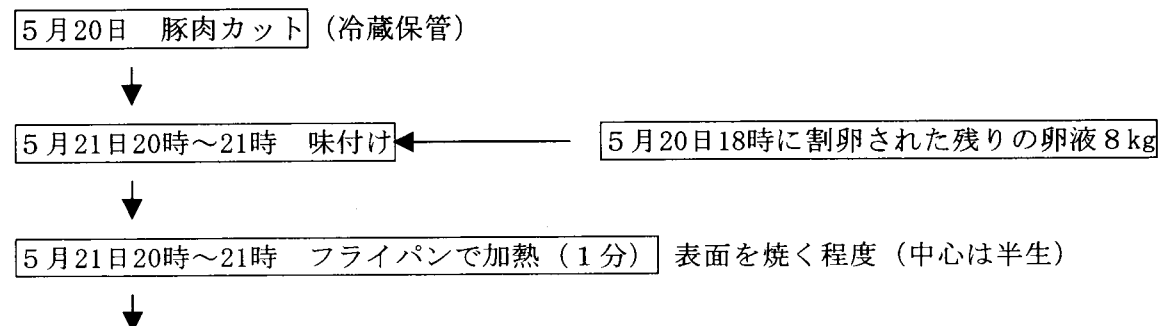 5月20日 豚肉カット (冷蔵保管)
5月21日20時～21時 味付け 5月20日18時に割卵された残りの卵液8kg
5月21日20時～21時 フライパンで加熱(1分) 表面を焼く程度(中心は半生)